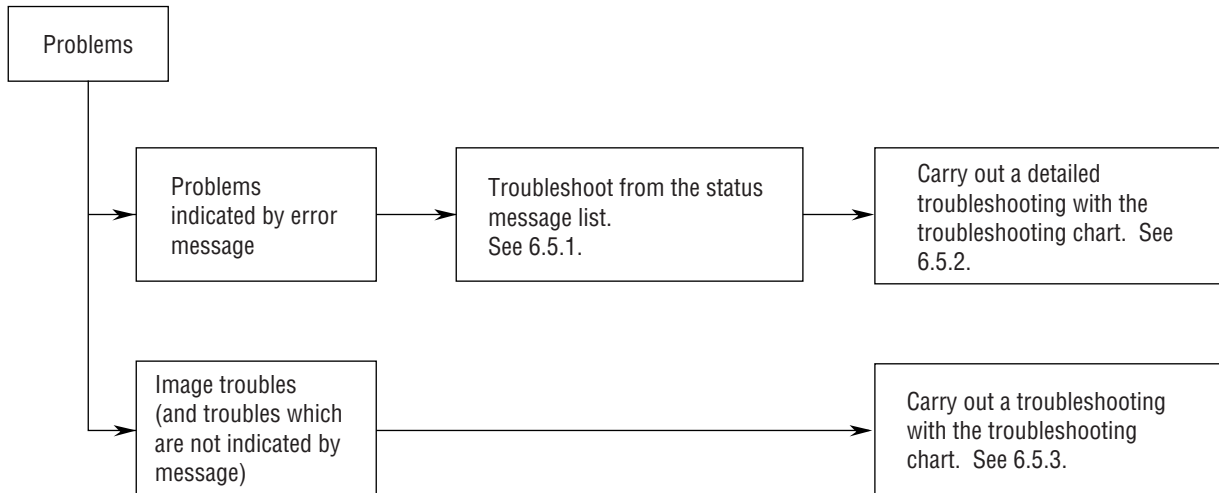 Problems
Problems
indicated by error
message
Troubleshoot from the status
message list.
See 6.5.1.
Carry out a detailed
troubleshooting with the
troubleshooting chart.  See
6.5.2.
Image troubles
(and troubles which
are not indicated by
message)
Carry out a troubleshooting
with the troubleshooting
chart.  See 6.5.3.